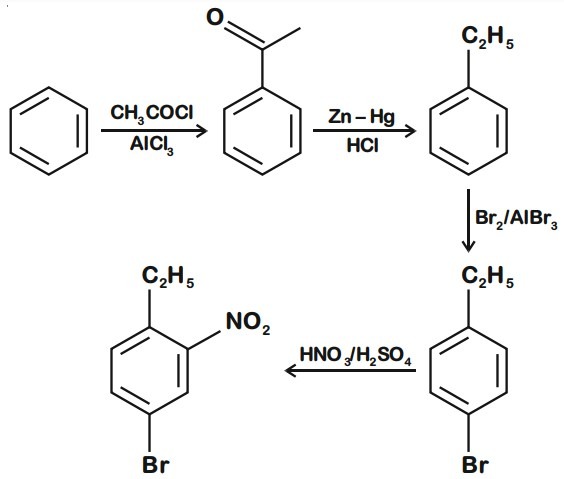 O
CH₃COCl
AlCl₃
Zn – Hg
HCl
C₂H₅
Br₂/AlBr₃
C₂H₅
Br
HNO₃/H₂SO₄
C₂H₅
NO₂
Br